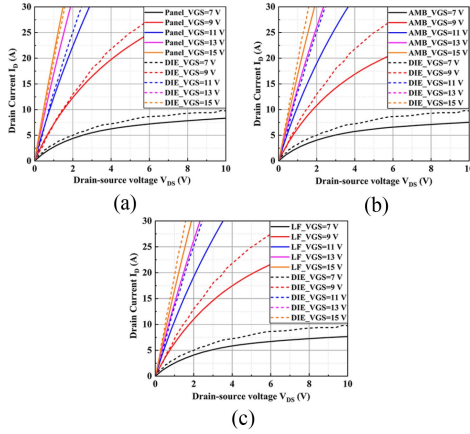 30
25
20
15
10
5
0
Drain Current I_D (A)
Panel_VGS=7 V
Panel_VGS=9 V
Panel_VGS=11 V
Panel_VGS=13 V
Panel_VGS=15 V
DIE_VGS=7 V
DIE_VGS=9 V
DIE_VGS=11 V
DIE_VGS=13 V
DIE_VGS=15 V
0 2 4 6 8 10
Drain-source voltage V_DS (V)
(a)
30
25
20
15
10
5
0
Drain Current I_D (A)
AMB_VGS=7 V
AMB_VGS=9 V
AMB_VGS=11 V
AMB_VGS=13 V
AMB_VGS=15 V
DIE_VGS=7 V
DIE_VGS=9 V
DIE_VGS=11 V
DIE_VGS=13 V
DIE_VGS=15 V
0 2 4 6 8 10
Drain-source voltage V_DS (V)
(b)
30
25
20
15
10
5
0
Drain Current I_D (A)
LF_VGS=7 V
LF_VGS=9 V
LF_VGS=11 V
LF_VGS=13 V
LF_VGS=15 V
DIE_VGS=7 V
DIE_VGS=9 V
DIE_VGS=11 V
DIE_VGS=13 V
DIE_VGS=15 V
0 2 4 6 8 10
Drain-source voltage V_DS (V)
(c)